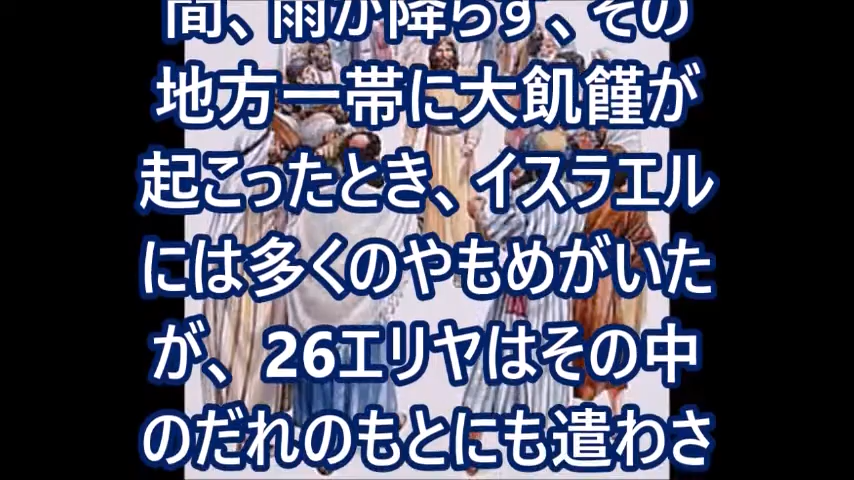 間、雨が降らず、その
地方一帯に大飢饉が
起こったとき、イスラエル
には多くのやもめがいた
が、26エリヤはその中
のだれのもとにも遣わさ